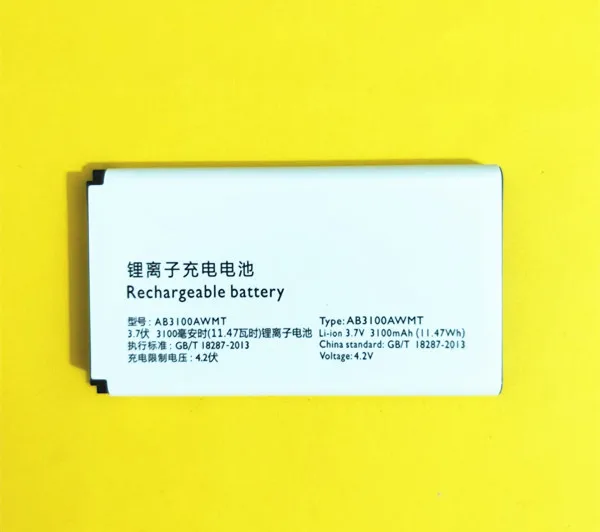 锂离子充电电池
Rechargeable battery
型号: AB3100AWMT
3.7伏 3100毫安时(11.47瓦时)锂离子电池
执行标准: GB/T 18287-2013
充电限制电压: 4.2伏
Type: AB3100AWMT
Li-ion 3.7V 3100mAh (11.47Wh)
China standard: GB/T 18287-2013
Voltage: 4.2V